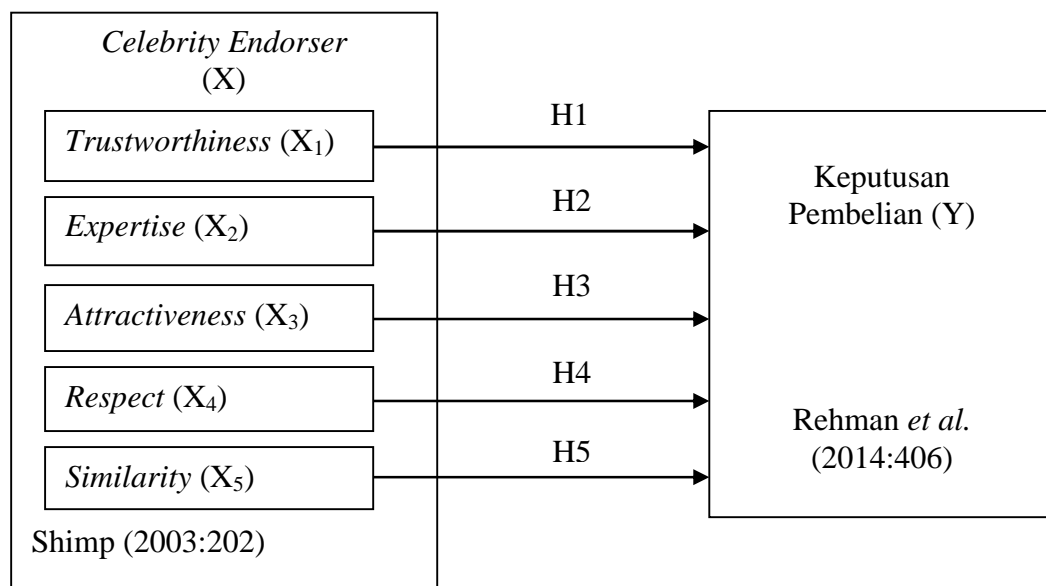 Celebrity Endorser
(X)
Trustworthiness (X₁)
Expertise (X₂)
Attractiveness (X₃)
Respect (X₄)
Similarity (X₅)
Shimp (2003:202)
H1
H2
H3
H4
H5
Keputusan
Pembelian (Y)
Rehman et al.
(2014:406)